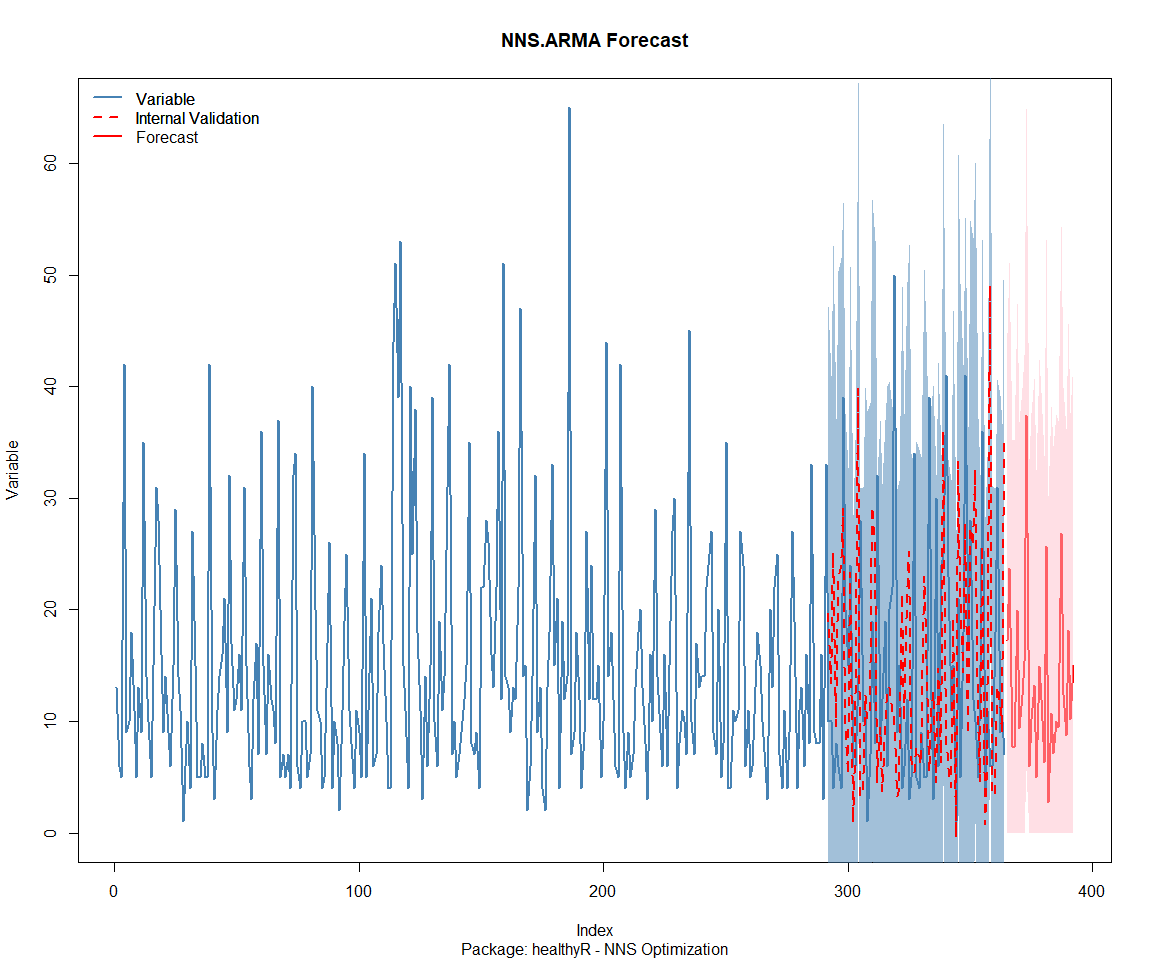 NNS.ARMA Forecast
Variable
Internal Validation
Forecast
Variable
60
50
40
30
20
10
0
0 100 200 300 400
Index
Package: healthyR - NNS Optimization